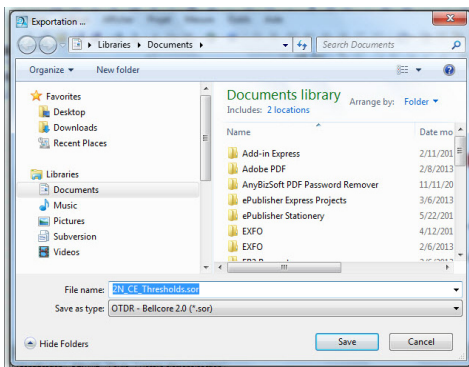 Exportation ...
Libraries ▸ Documents ▸
Search Documents
Organize ▾ New folder
Favorites
Desktop
Downloads
Recent Places
Libraries
Documents
Music
Pictures
Subversion
Videos
Documents library
Includes: 2 locations
Arrange by: Folder ▾
Name Date mo
Add-in Express 2/11/201
Adobe PDF 2/8/2013
AnyBizSoft PDF Password Remover 11/11/20
ePublisher Express Projects 3/6/2013
ePublisher Stationery 5/22/201
EXFO 4/12/201
EXFO 2/6/2013
File name: 2N_CE_Thresholds.sor
Save as type: OTDR - Bellcore 2.0 (*.sor)
Hide Folders
Save
Cancel